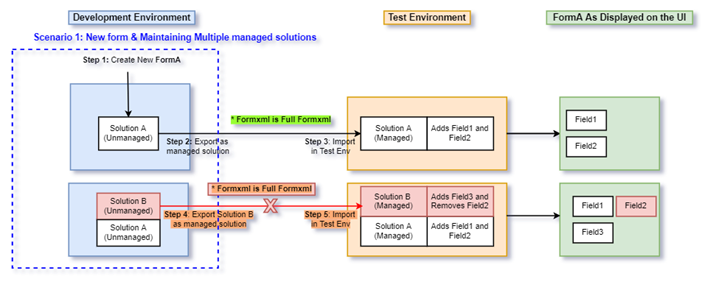 Development Environment
Test Environment
FormA As Displayed on the UI
Scenario 1: New form & Maintaining Multiple managed solutions
Step 1: Create New FormA
* Formxml is Full Formxml
Solution A
(Unmanaged)
Step 2: Export as
managed solution
Step 3: Import
in Test Env
Solution A
(Managed)
Adds Field1 and
Field2
Field1
Field2
* Formxml is Full Formxml
Solution B
(Unmanaged)
Solution A
(Unmanaged)
Step 4: Export Solution B
as managed solution
Step 5: Import
in Test Env
Solution B
(Managed)
Adds Field3 and
Removes Field2
Solution A
(Managed)
Adds Field1 and
Field2
Field1
Field2
Field3